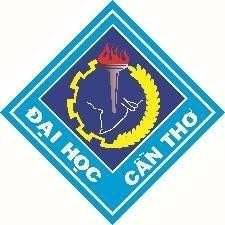 ĐẠI HỌC
CẦN THƠ